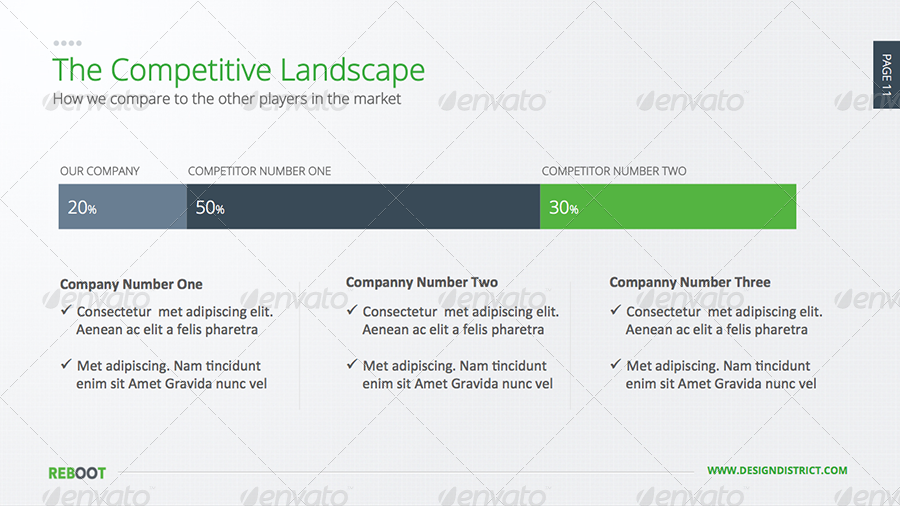 The Competitive Landscape
How we compare to the other players in the market
PAGE 11
OUR COMPANY
COMPETITOR NUMBER ONE
COMPETITOR NUMBER TWO
20%
50%
30%
Company Number One
Consectetur met adipiscing elit.
Aenean ac elit a felis pharetra
Met adipiscing. Nam tincidunt
enim sit Amet Gravida nunc vel
Companny Number Two
Consectetur met adipiscing elit.
Aenean ac elit a felis pharetra
Met adipiscing. Nam tincidunt
enim sit Amet Gravida nunc vel
Companny Number Three
Consectetur met adipiscing elit.
Aenean ac elit a felis pharetra
Met adipiscing. Nam tincidunt
enim sit Amet Gravida nunc vel
REBOOT
WWW.DESIGNDISTRICT.COM
envato